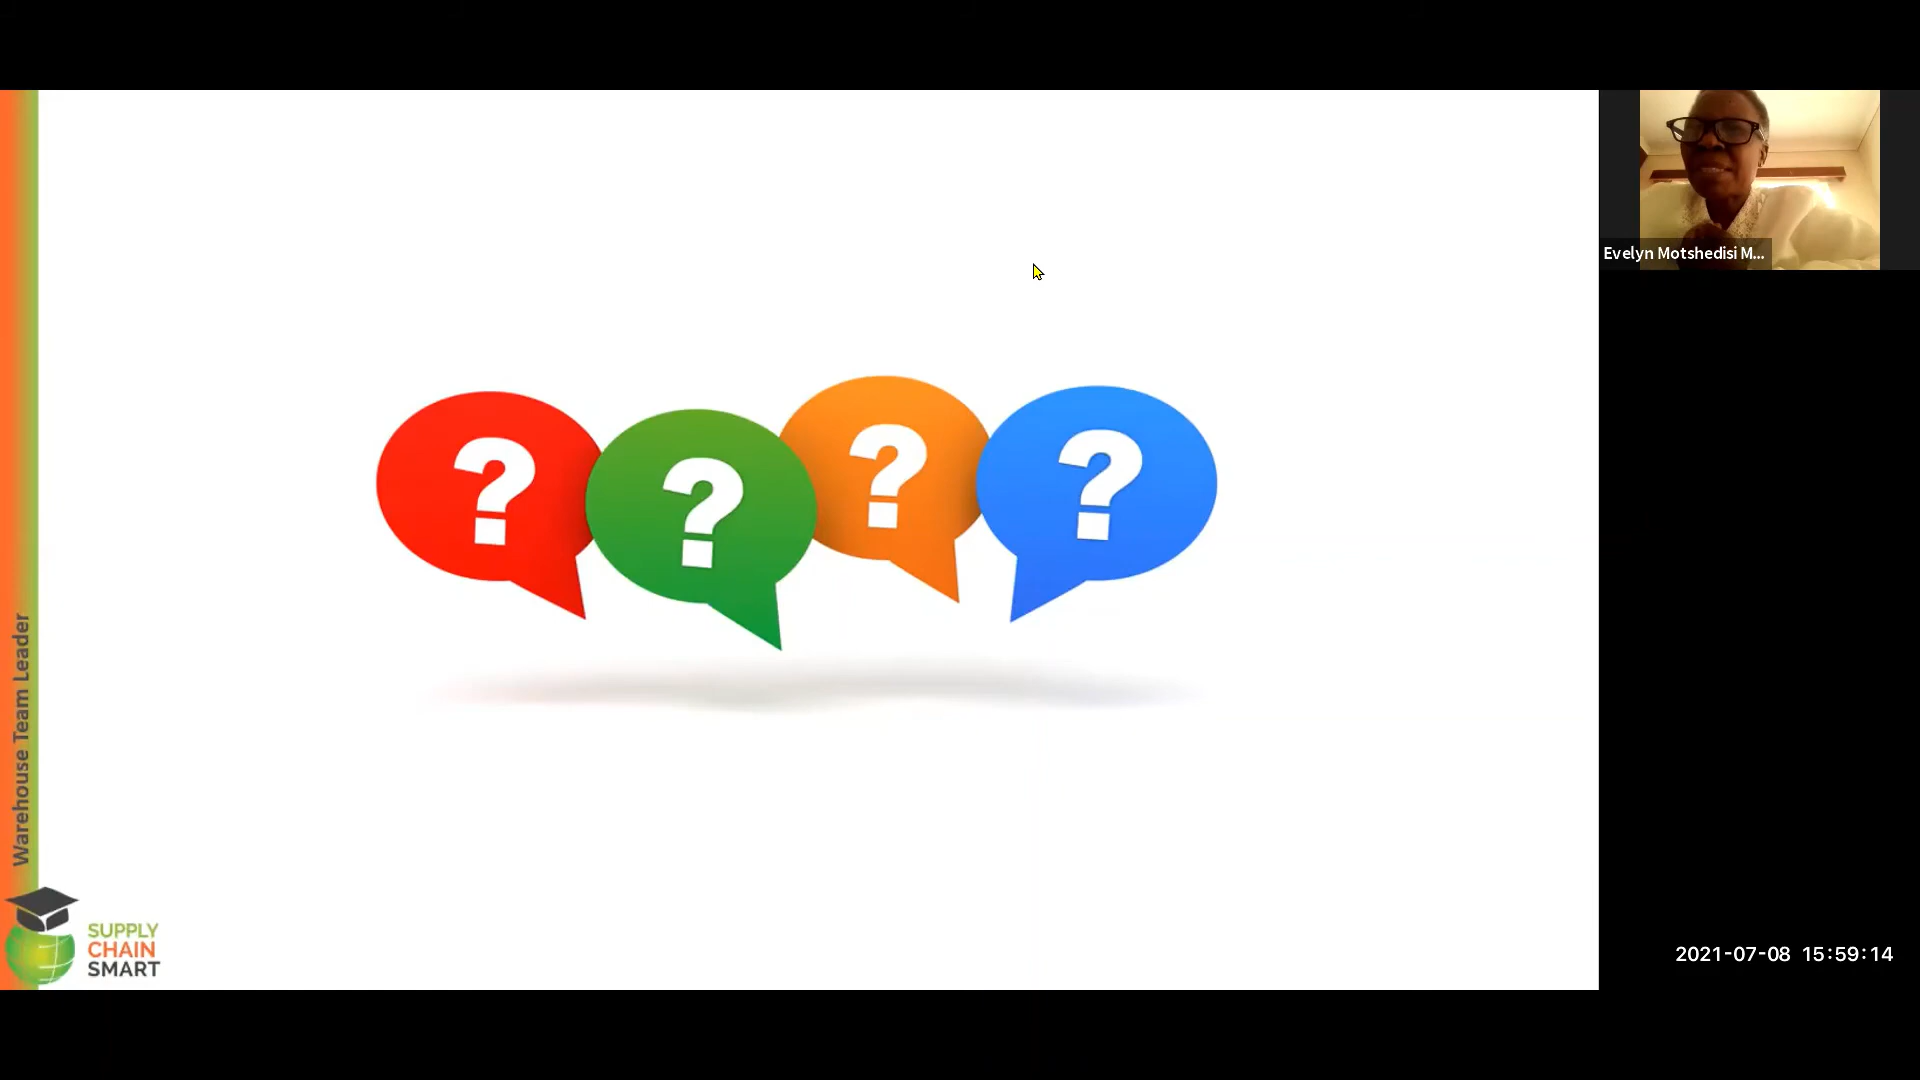 Evelyn Motshedisi M...
?
?
?
?
Warehouse Team Leader
SUPPLY
CHAIN
SMART
2021-07-08 15:59:14